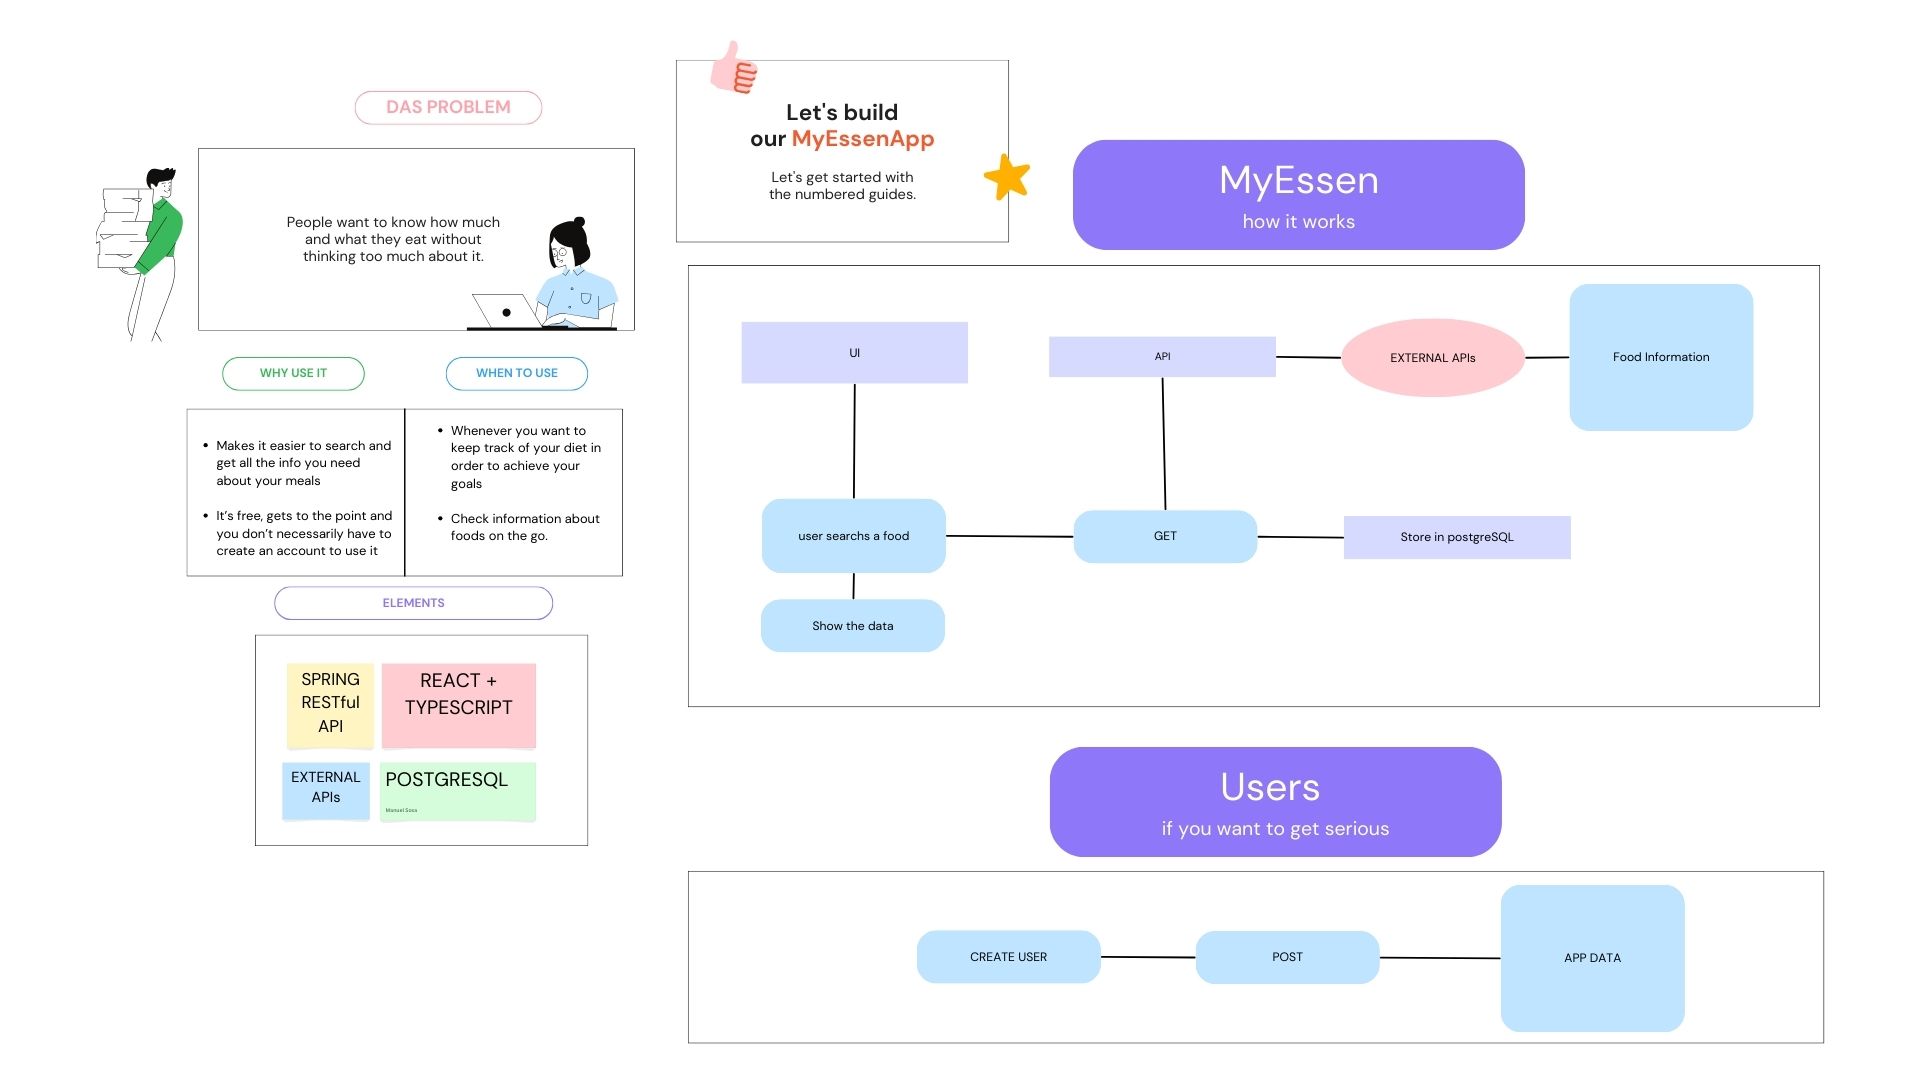 DAS PROBLEM
People want to know how much
and what they eat without
thinking too much about it.
WHY USE IT
WHEN TO USE
Makes it easier to search and
get all the info you need
about your meals
It’s free, gets to the point and
you don’t necessarily have to
create an account to use it
Whenever you want to
keep track of your diet in
order to achieve your
goals
Check information about
foods on the go.
ELEMENTS
SPRING
RESTful
API
REACT +
TYPESCRIPT
EXTERNAL
APIs
POSTGRESQL
Manuel Sosa
Let's build
our MyEssenApp
Let's get started with
the numbered guides.
MyEssen
how it works
UI
API
EXTERNAL APIs
Food Information
user searchs a food
GET
Store in postgreSQL
Show the data
Users
if you want to get serious
CREATE USER
POST
APP DATA